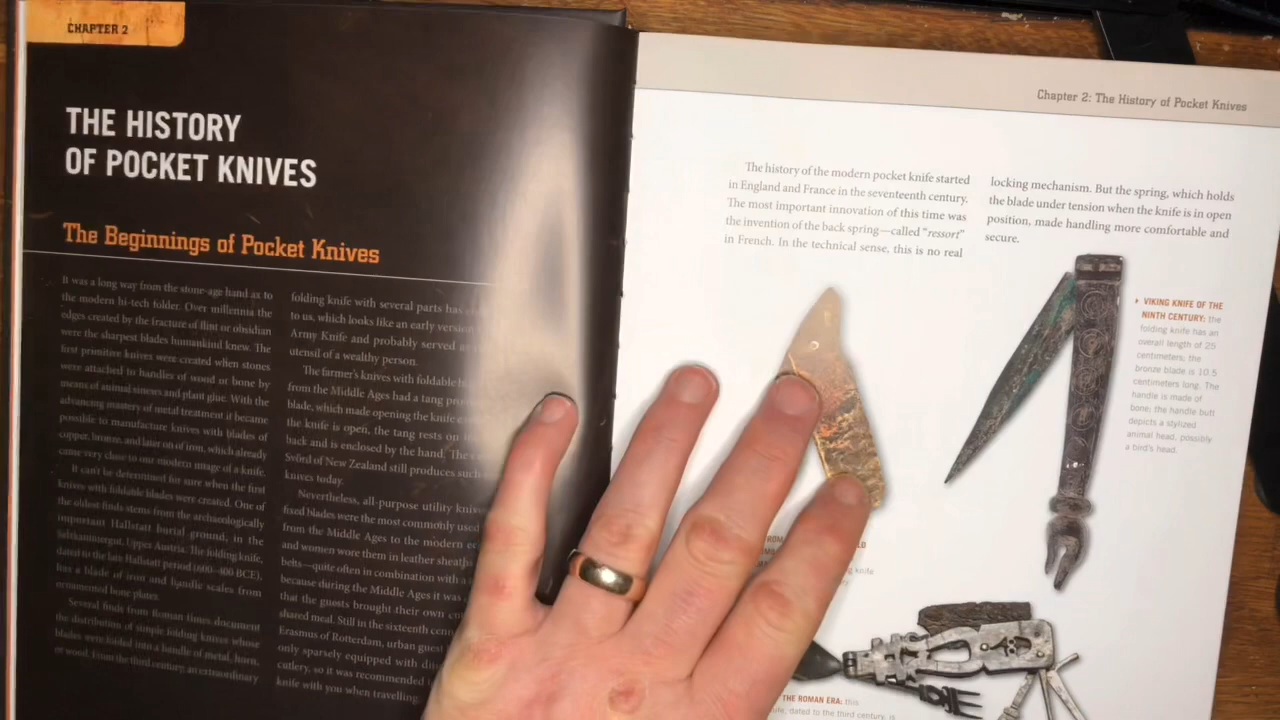 CHAPTER 2
THE HISTORY
OF POCKET KNIVES
The Beginnings of Pocket Knives
It was a long way from the stone-age hand ax to
the modern hi-tech folder. Over millennia the
edges created by the fracture of flint or obsidian
were the sharpest blades humankind knew. The
first primitive knives were created when stones
were attached to handles of wood or bone by
means of animal sinews and plant glue. With the
advancing mastery of metal treatment it became
possible to manufacture knives with blades of
copper, bronze, and later on of iron, which already
come very close to our modern image of a knife.
It can't be determined for sure when the first
knives with foldable blades were created. One of
the oldest finds stems from the archaeologically
important Hallstatt burial ground, in the
Salzkammergut, Upper Austria. The folding knife,
dated to the late Hallstatt period (600–400 BCE),
has a blade of iron and handle scales from
ornamented bone plates.
Several finds from Roman times document
the distribution of simple folding knives whose
blades were folded into a handle of metal, horn,
or wood. From the third century, an extraordinary
folding knife with several parts has
to us, which looks like an early version
Army Knife and probably served as
utensil of a wealthy person.
The farmer's knives with foldable
from the Middle Ages had a tang
blade, which made opening the knife
the knife is open, the tang rests on
back and is enclosed by the hand. The
Svörd of New Zealand still produces such
knives today.
Nevertheless, all-purpose utility knives
fixed blades were the most commonly used
from the Middle Ages to the modern
and women wore them in leather sheaths
belts—quite often in combination with a
because during the Middle Ages it was
that the guests brought their own
shared meal. Still in the sixteenth
Erasmus of Rotterdam, urban
only sparsely equipped with
cutlery, so it was recommended
knife with you when travelling.
Chapter 2: The History of Pocket Knives
The history of the modern pocket knife started
in England and France in the seventeenth century.
The most important innovation of this time was
the invention of the back spring—called “ressort”
in French. In the technical sense, this is no real
locking mechanism. But the spring, which holds
the blade under tension when the knife is in open
position, made handling more comfortable and
secure.
VIKING KNIFE OF THE
NINTH CENTURY: the
folding knife has an
overall length of 25
centimeters; the
bronze blade is 10.5
centimeters long. The
handle is made of
bone; the handle butt
depicts a stylized
animal head, possibly
a bird's head.
knife
THE ROMAN ERA: this
dated to the third century, is